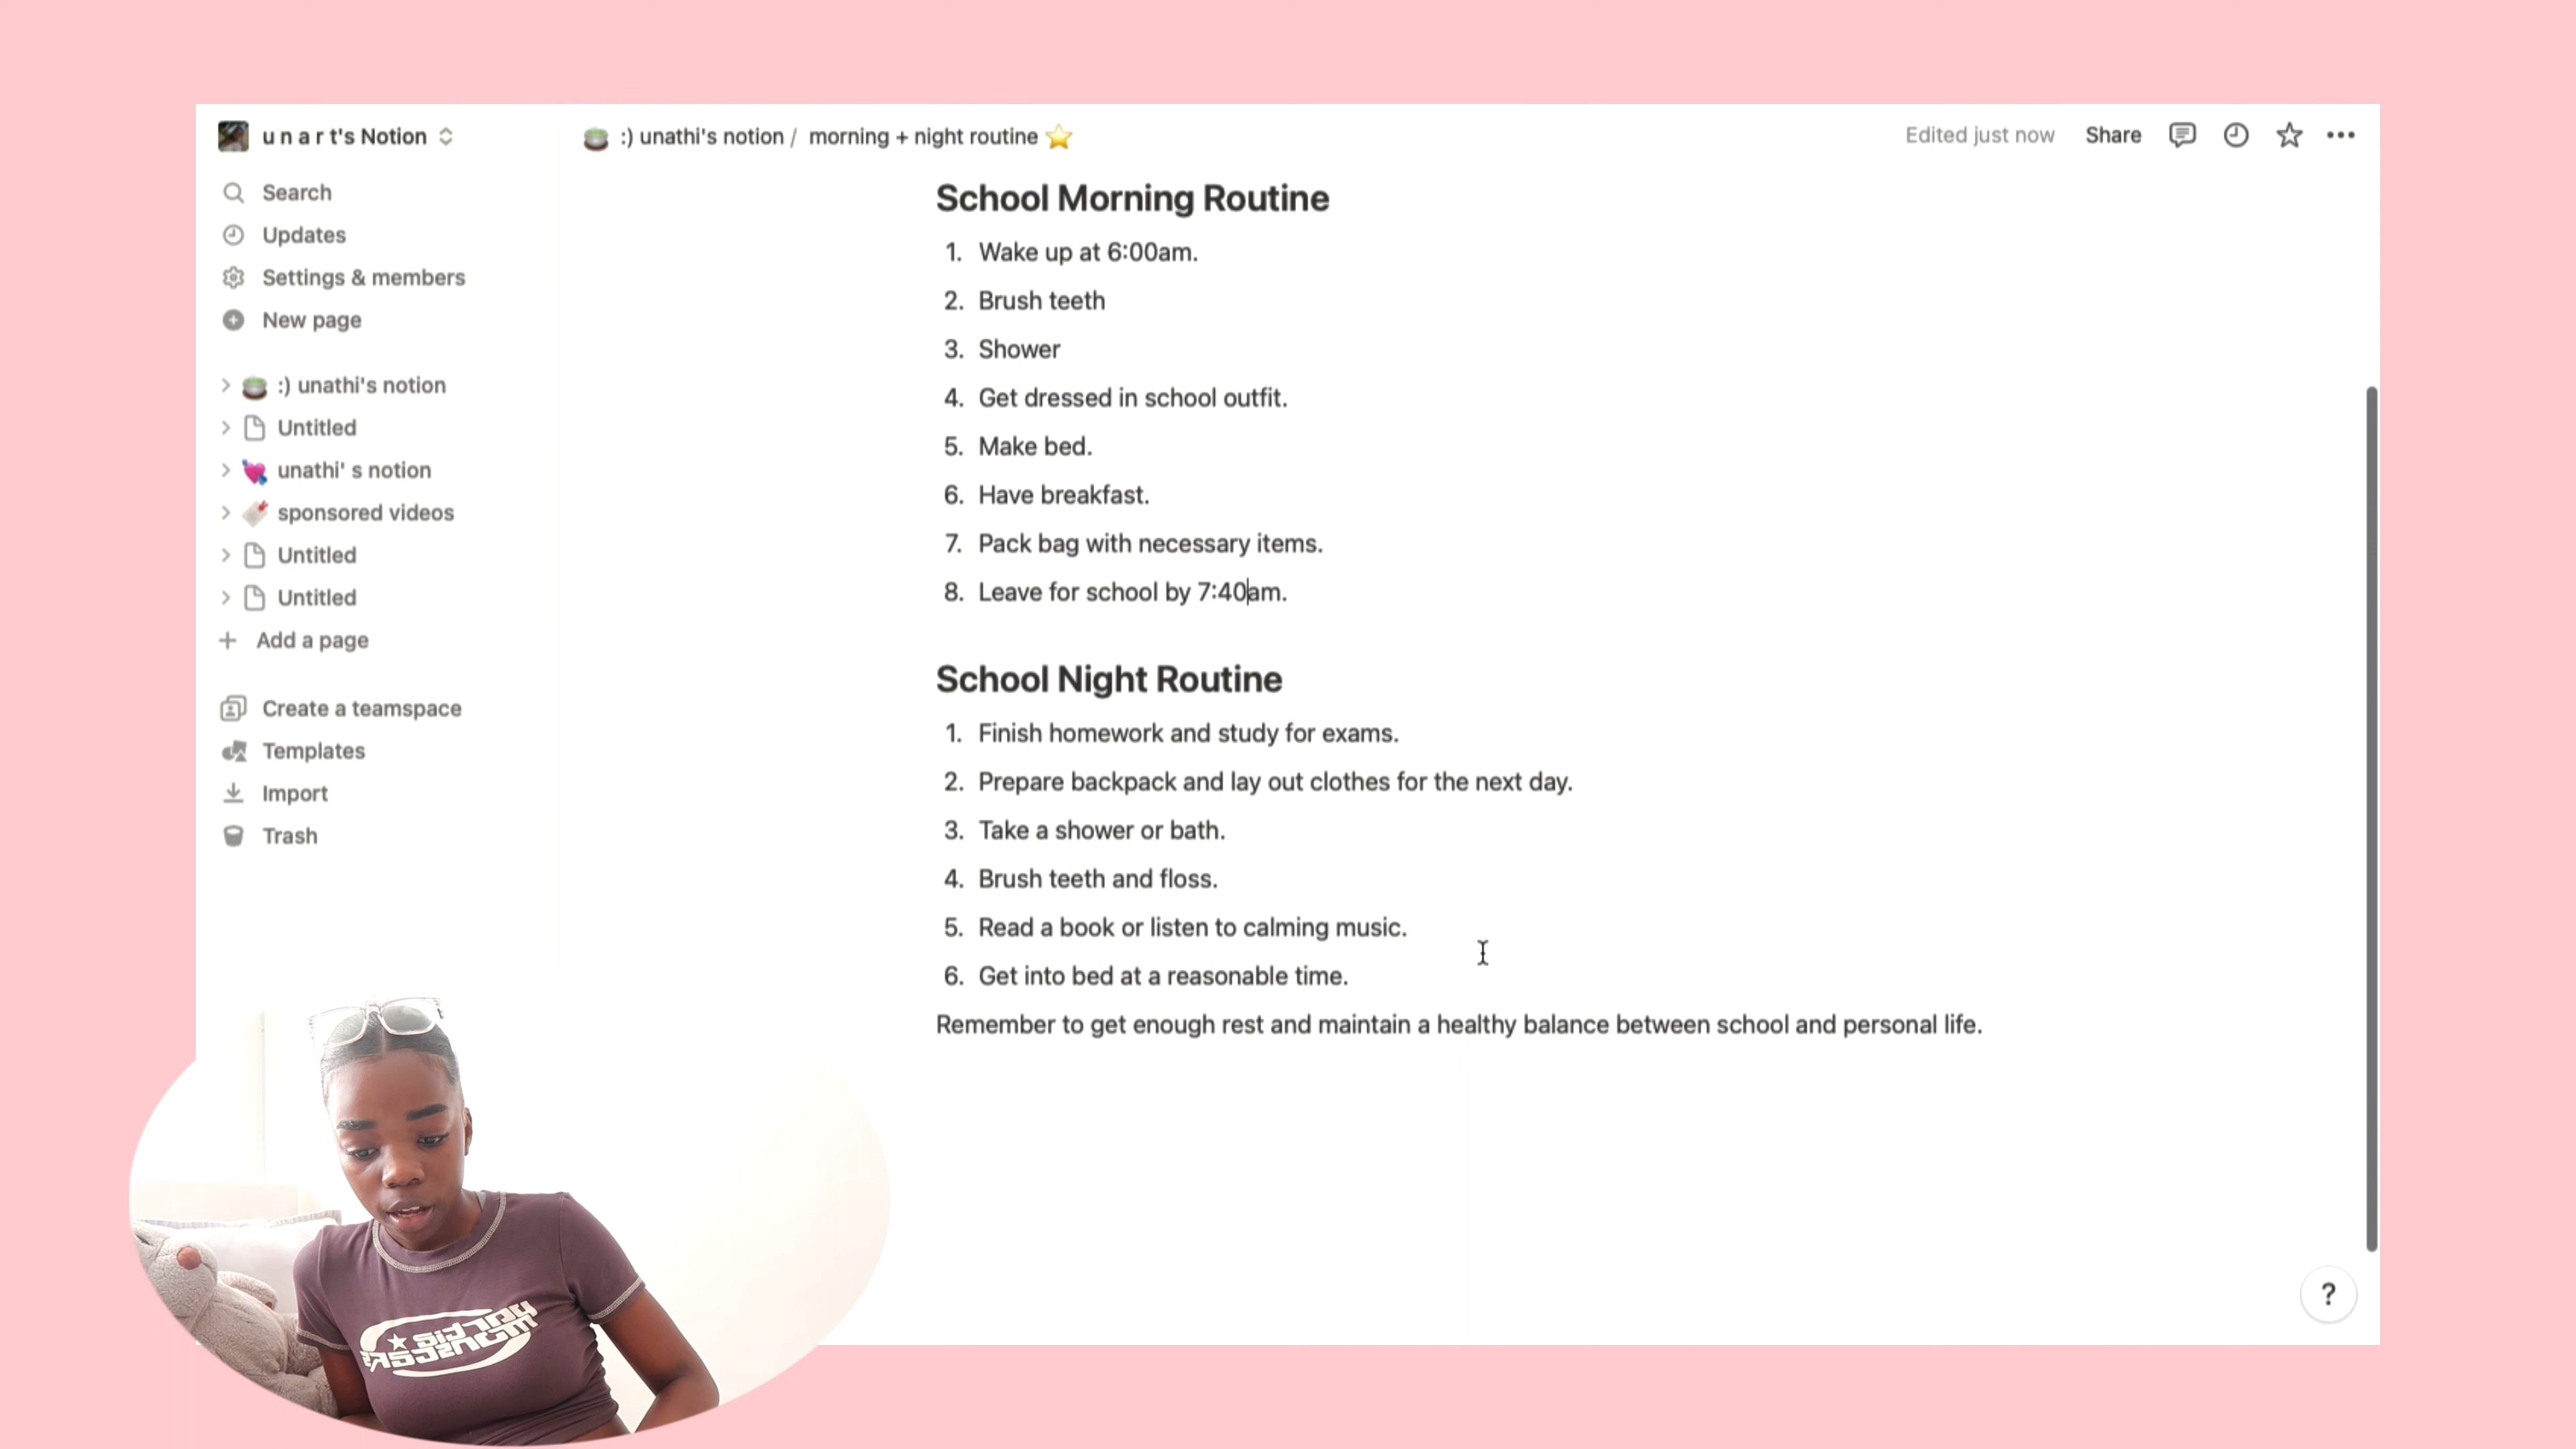 u n a r t's Notion
:) unathi's notion / morning + night routine
Edited just now
Share
Search
Updates
Settings & members
New page
:) unathi's notion
Untitled
unathi' s notion
sponsored videos
Untitled
Untitled
Add a page
Create a teamspace
Templates
Import
Trash
School Morning Routine
1. Wake up at 6:00am.
2. Brush teeth
3. Shower
4. Get dressed in school outfit.
5. Make bed.
6. Have breakfast.
7. Pack bag with necessary items.
8. Leave for school by 7:40am.
School Night Routine
1. Finish homework and study for exams.
2. Prepare backpack and lay out clothes for the next day.
3. Take a shower or bath.
4. Brush teeth and floss.
5. Read a book or listen to calming music.
6. Get into bed at a reasonable time.
Remember to get enough rest and maintain a healthy balance between school and personal life.
?